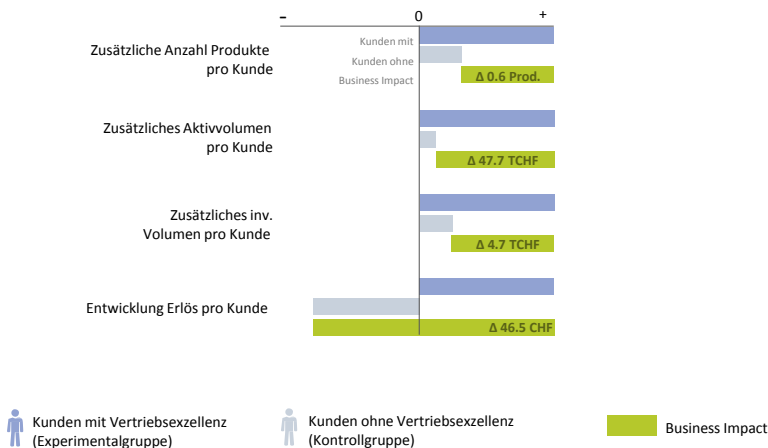 - 0 +
Zusätzliche Anzahl Produkte
pro Kunde
Kunden mit
Kunden ohne
Business Impact
Δ 0.6 Prod.
Zusätzliches Aktivvolumen
pro Kunde
Δ 47.7 TCHF
Zusätzliches inv.
Volumen pro Kunde
Δ 4.7 TCHF
Entwicklung Erlös pro Kunde
Δ 46.5 CHF
Kunden mit Vertriebsexzellenz
(Experimentalgruppe)
Kunden ohne Vertriebsexzellenz
(Kontrollgruppe)
Business Impact